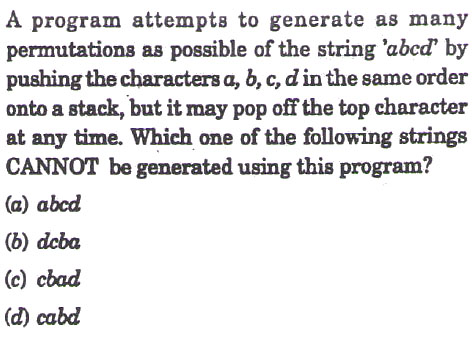 A program attempts to generate as many
permutations as possible of the string 'abcd' by
pushing the characters a, b, c, d in the same order
onto a stack, but it may pop off the top character
at any time. Which one of the following strings
CANNOT be generated using this program?
(a) abcd
(b) dcba
(c) cbad
(d) cabd